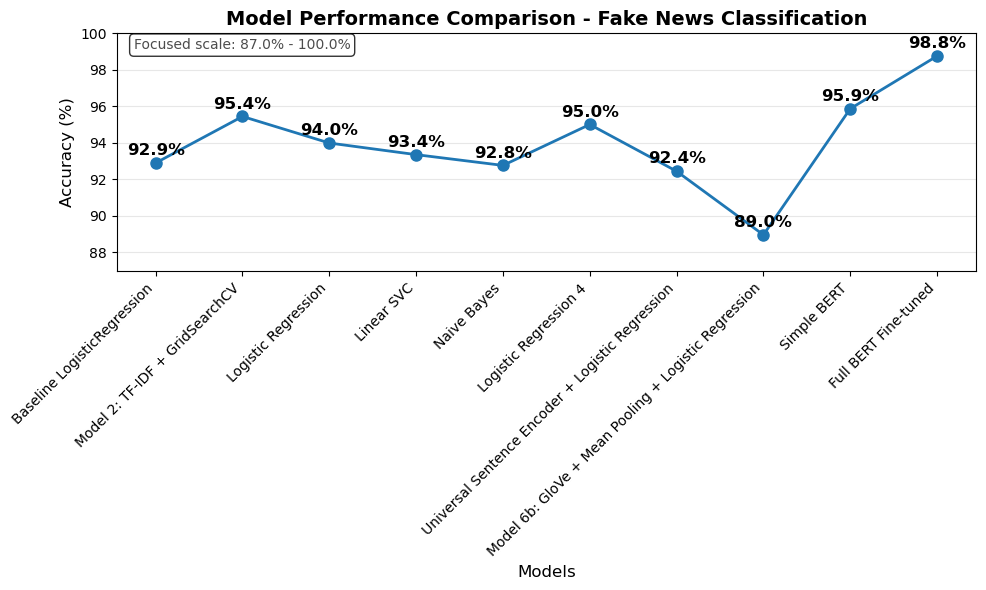 Model Performance Comparison - Fake News Classification
Focused scale: 87.0% - 100.0%
Accuracy (%)
100
98
96
94
92
90
88
92.9%
95.4%
94.0%
93.4%
92.8%
95.0%
92.4%
89.0%
95.9%
98.8%
Baseline LogisticRegression
Model 2: TF-IDF + GridSearchCV
Logistic Regression
Linear SVC
Naive Bayes
Logistic Regression 4
Universal Sentence Encoder + Logistic Regression
Model 6b: GloVe + Mean Pooling + Logistic Regression
Simple BERT
Full BERT Fine-tuned
Models